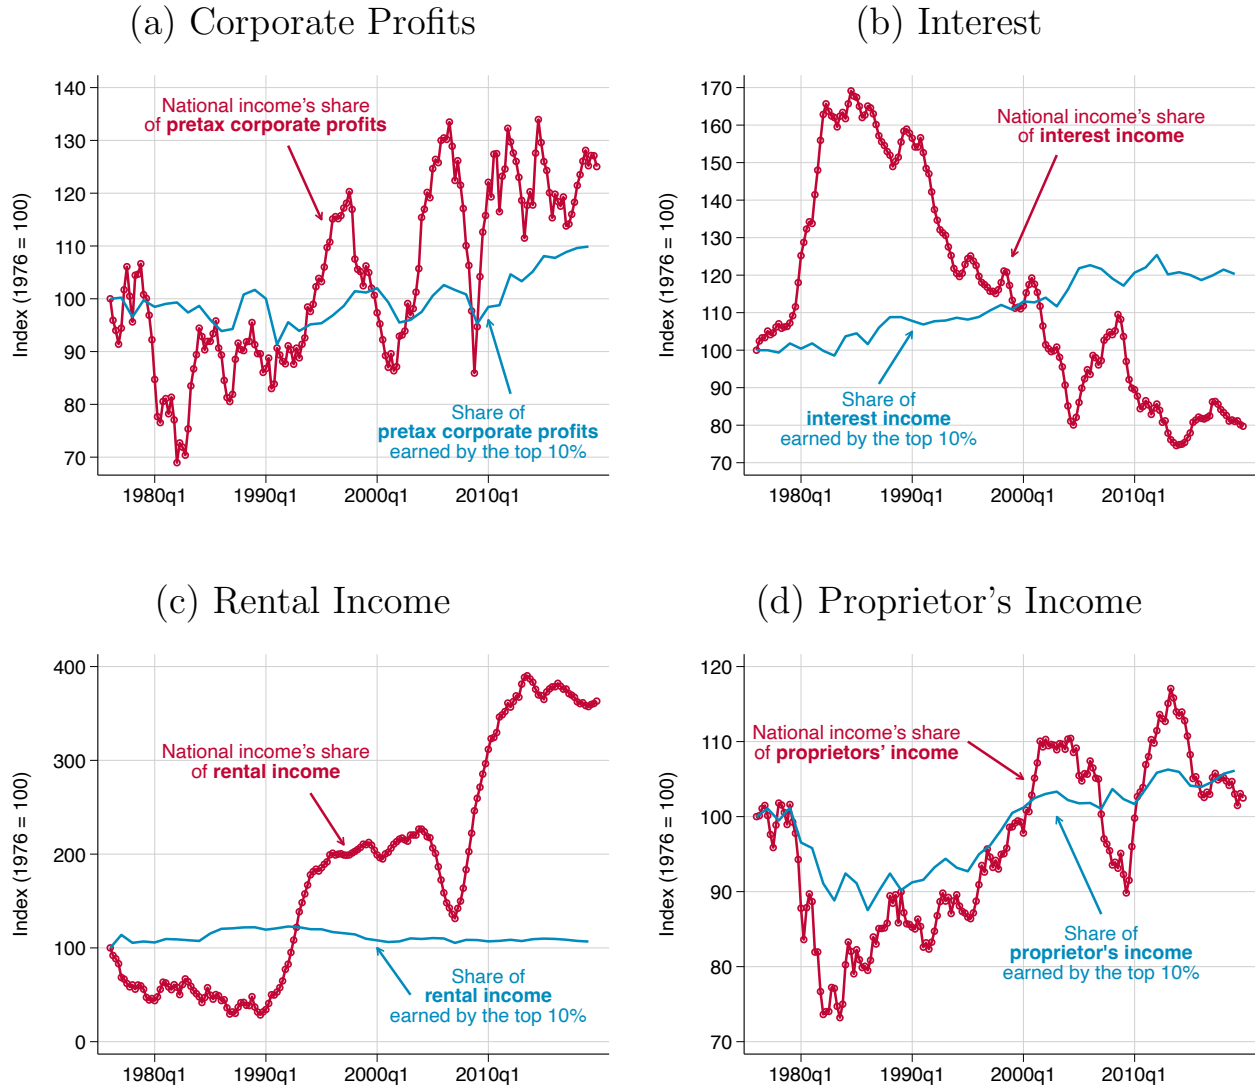 (a) Corporate Profits
Index (1976 = 100)
140
130
120
110
100
90
80
70
National income's share
of pretax corporate profits
Share of
pretax corporate profits
earned by the top 10%
1980q1 1990q1 2000q1 2010q1
(b) Interest
Index (1976 = 100)
170
160
150
140
130
120
110
100
90
80
70
National income's share
of interest income
Share of
interest income
earned by the top 10%
1980q1 1990q1 2000q1 2010q1
(c) Rental Income
Index (1976 = 100)
400
300
200
100
0
National income's share
of rental income
Share of
rental income
earned by the top 10%
1980q1 1990q1 2000q1 2010q1
(d) Proprietor's Income
Index (1976 = 100)
120
110
100
90
80
70
National income's share
of proprietors' income
Share of
proprietor's income
earned by the top 10%
1980q1 1990q1 2000q1 2010q1